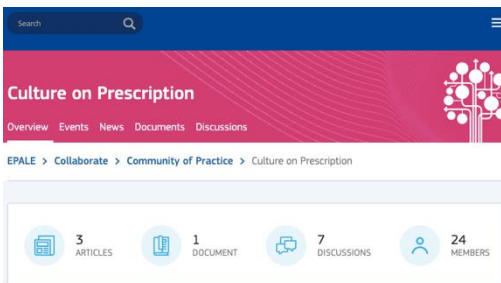 Search
Culture on Prescription
Overview Events News Documents Discussions
EPALE > Collaborate > Community of Practice > Culture on Prescription
3 1 7 24
ARTICLES DOCUMENT DISCUSSIONS MEMBERS